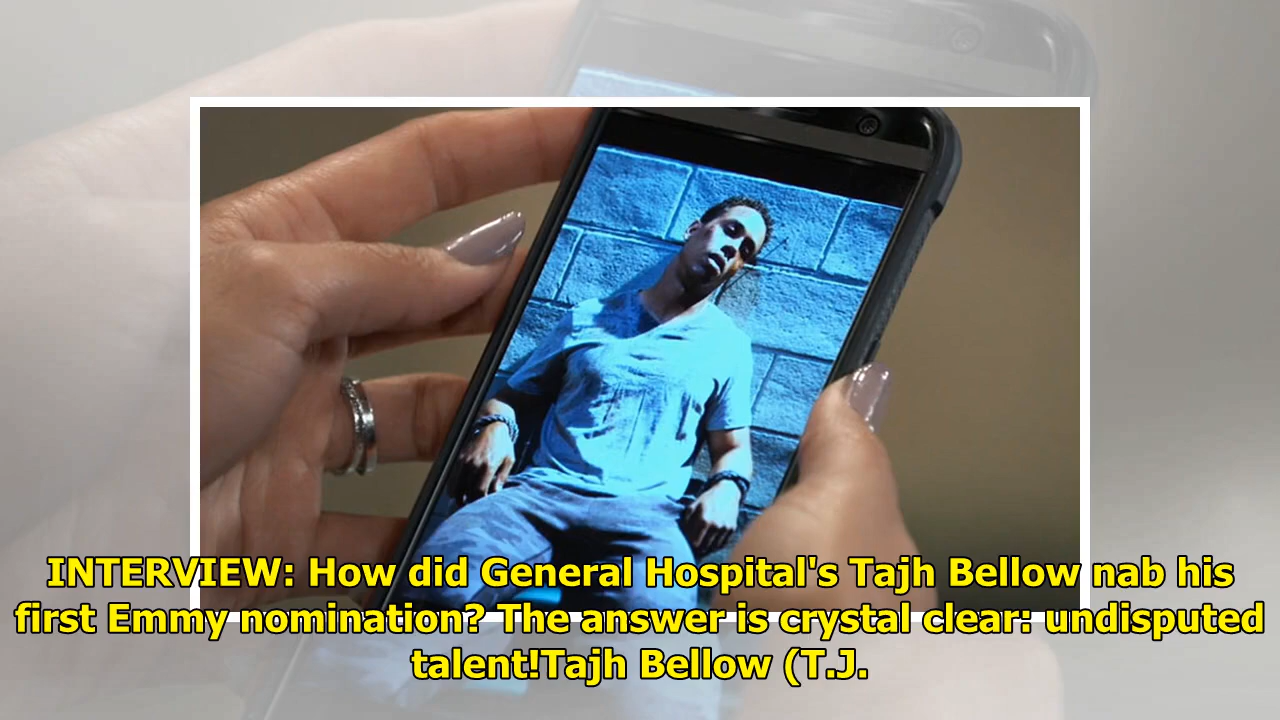 INTERVIEW: How did General Hospital's Tajh Bellow nab his
first Emmy nomination? The answer is crystal clear: undisputed
talent!Tajh Bellow (T.J.